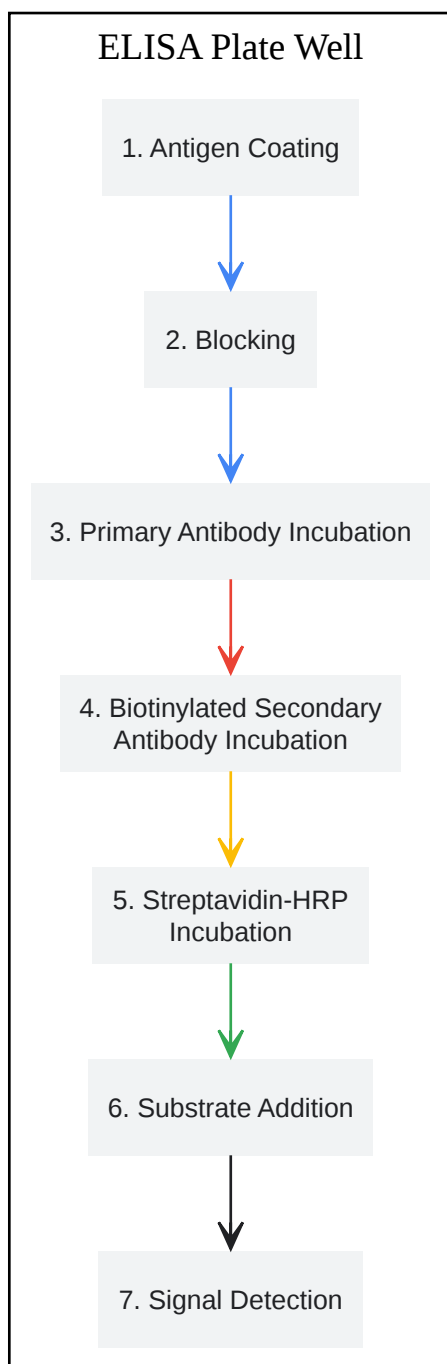 ELISA Plate Well
1. Antigen Coating
2. Blocking
3. Primary Antibody Incubation
4. Biotinylated Secondary
Antibody Incubation
5. Streptavidin-HRP
Incubation
6. Substrate Addition
7. Signal Detection